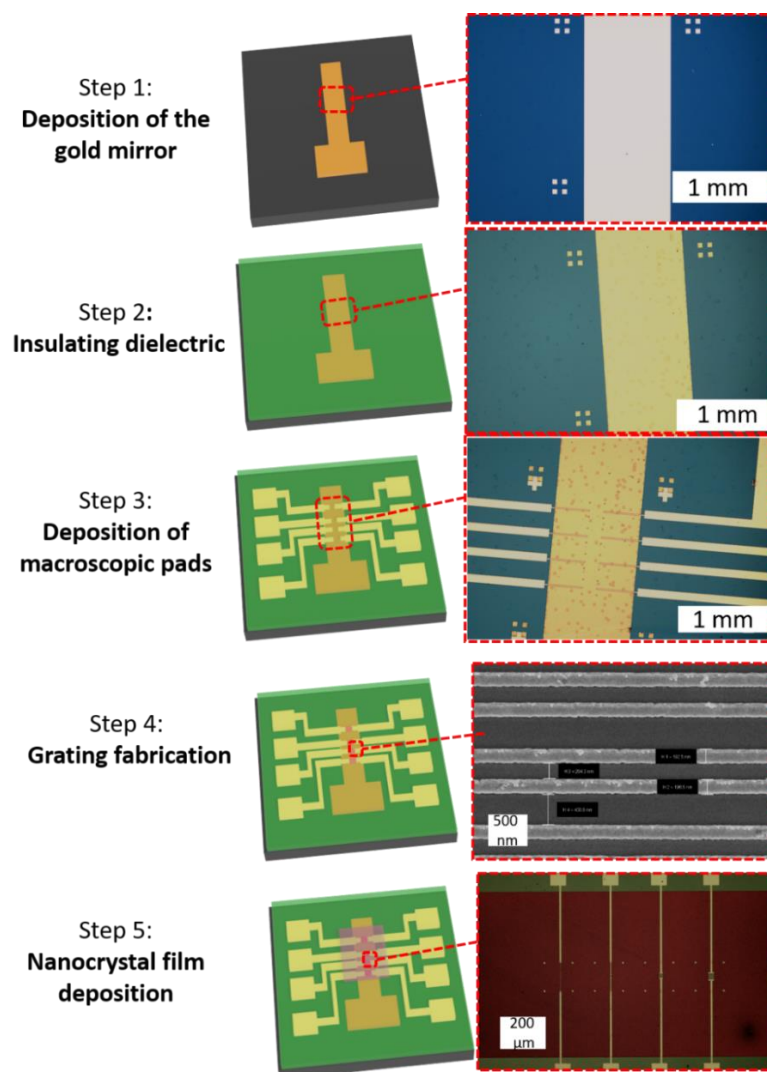 Step 1:
Deposition of the
gold mirror
1 mm
Step 2:
Insulating dielectric
1 mm
Step 3:
Deposition of
macroscopic pads
1 mm
Step 4:
Grating fabrication
500
nm
Step 5:
Nanocrystal film
deposition
200
µm